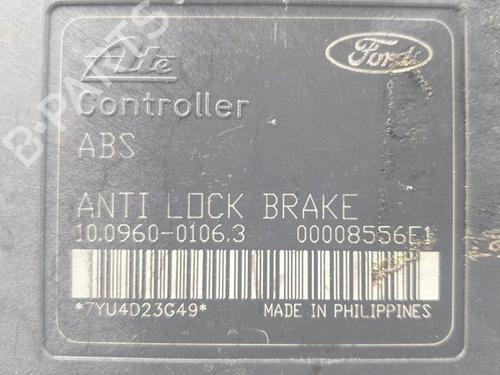 Ate
Ford
Controller
ABS
ANTI LOCK BRAKE
10.0960-0106.3 00008556E1
*7YU4D23G49* MADE IN PHILIPPINES
B-PARTS